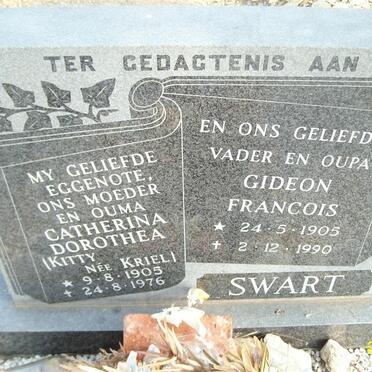 TER GEDAGTENIS AAN
MY GELIEFDE
EGGENOTE,
ONS MOEDER
EN OUMA
CATHERINA
DOROTHEA
(KITTY
NÉE KRIEL)
★ 9.8.1905
✝ 24.8.1976
EN ONS GELIEFD
VADER EN OUPA
GIDEON
FRANCOIS
★ 24-5-1905
✝ 2-12-1990
SWART